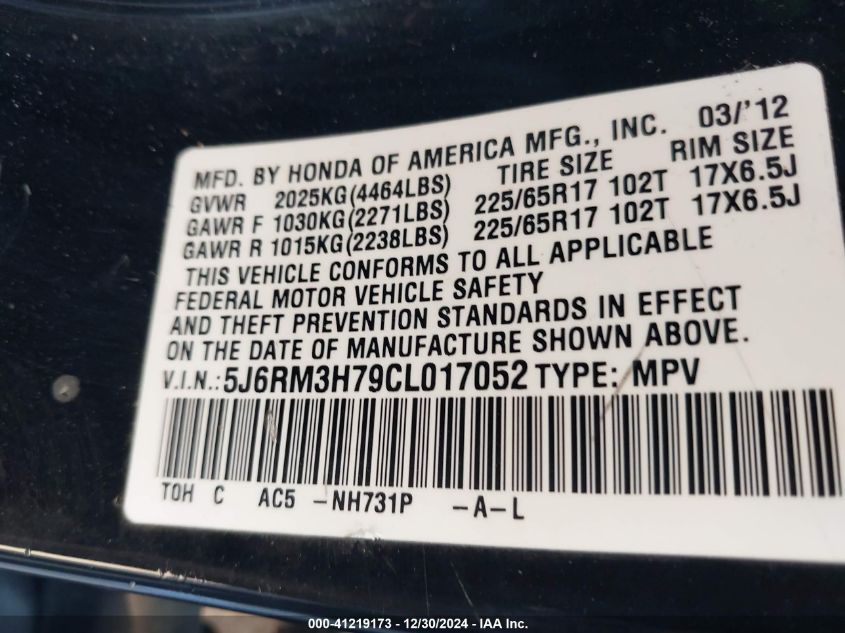 MFD. BY HONDA OF AMERICA MFG., INC. 03/'12
GVWR 2025KG(4464LBS) TIRE SIZE RIM SIZE
GAWR F 1030KG(2271LBS) 225/65R17 102T 17X6.5J
GAWR R 1015KG(2238LBS) 225/65R17 102T 17X6.5J
THIS VEHICLE CONFORMS TO ALL APPLICABLE
FEDERAL MOTOR VEHICLE SAFETY
AND THEFT PREVENTION STANDARDS IN EFFECT
ON THE DATE OF MANUFACTURE SHOWN ABOVE.
V.I.N.: 5J6RM3H79CL017052 TYPE: MPV
TOH C AC5 -NH731P -A-L
000-41219173 - 12/30/2024 - IAA Inc.